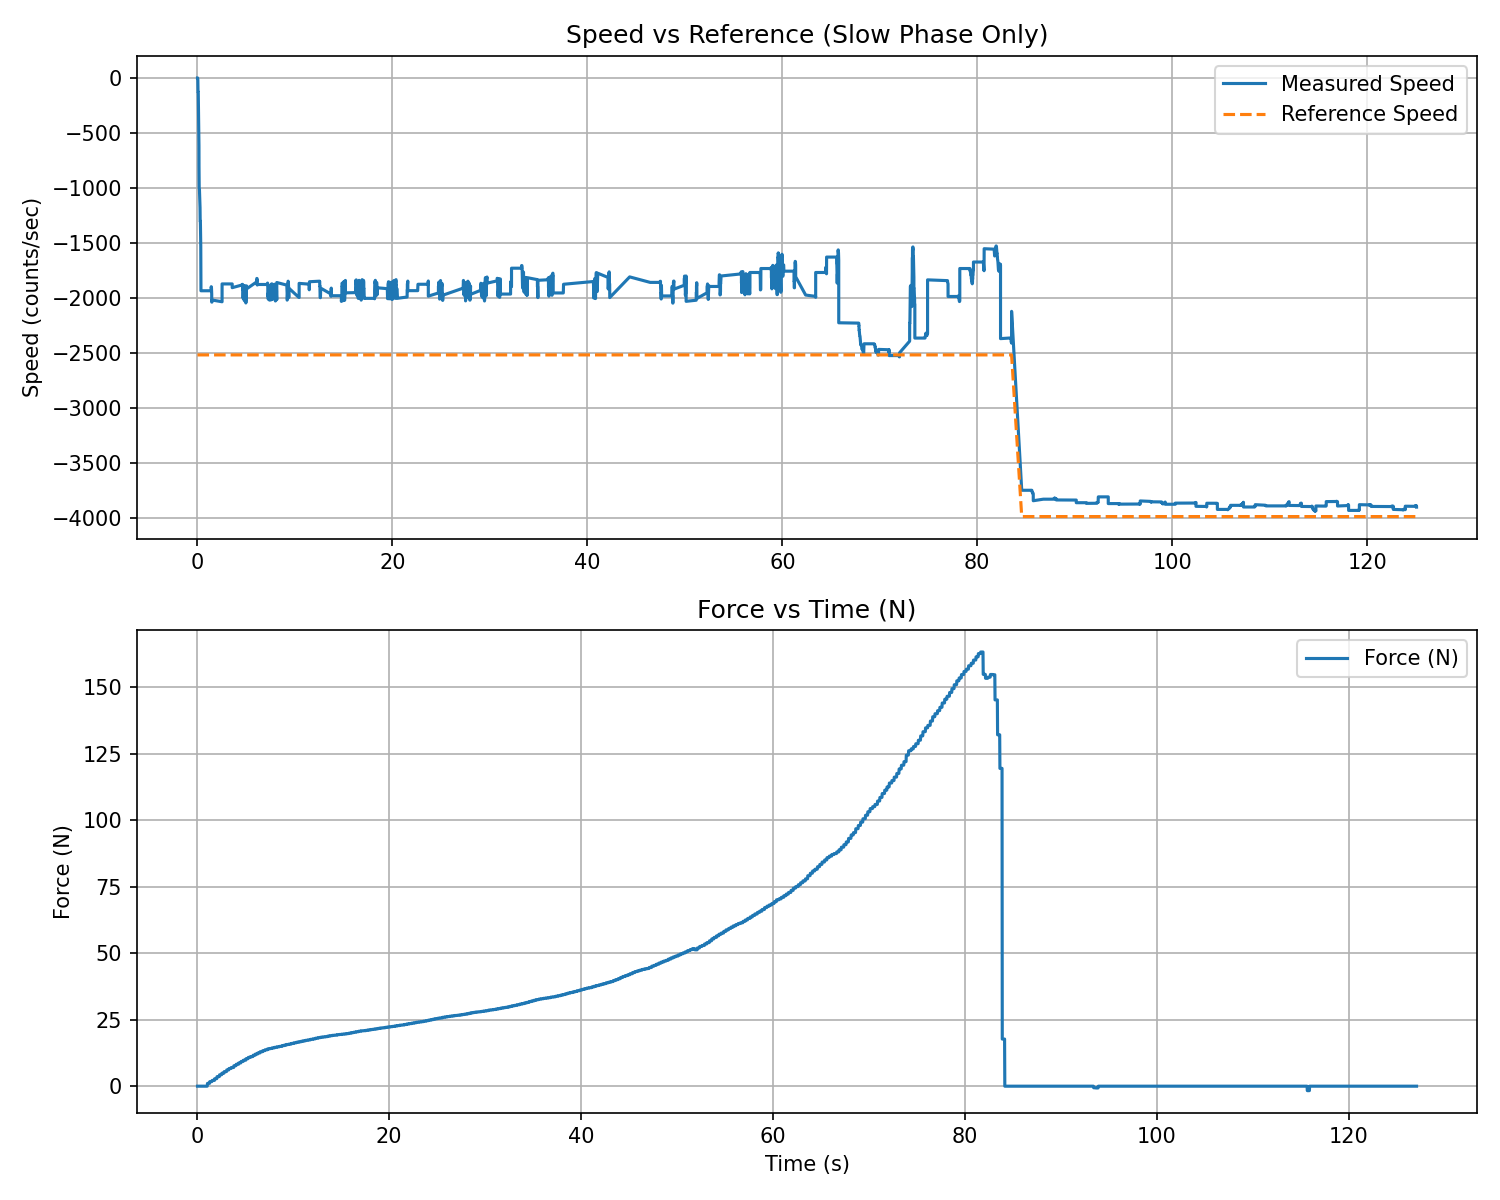 Speed vs Reference (Slow Phase Only)
Measured Speed
Reference Speed
Speed (counts/sec)
0
−500
−1000
−1500
−2000
−2500
−3000
−3500
−4000
0 20 40 60 80 100 120
Force vs Time (N)
Force (N)
Force (N)
150
125
100
75
50
25
0
0 20 40 60 80 100 120
Time (s)